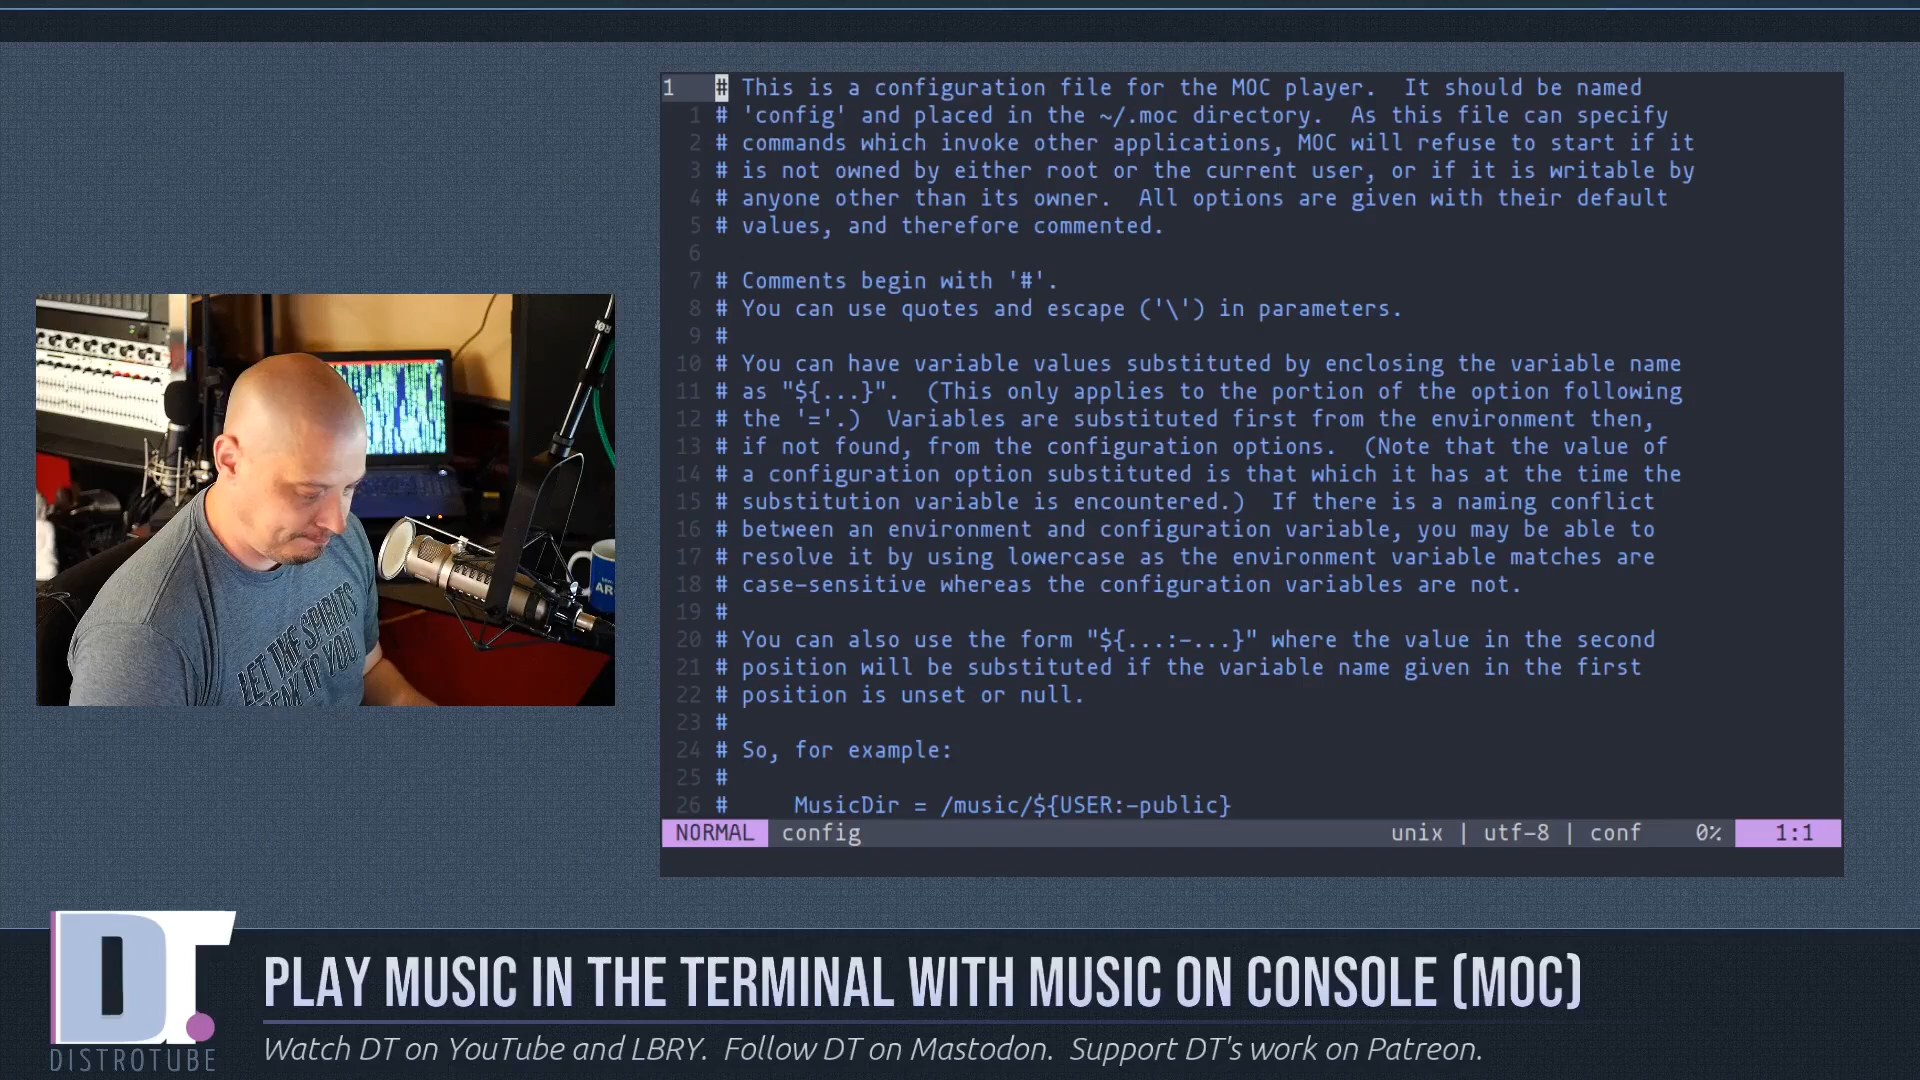 1 # This is a configuration file for the MOC player.  It should be named
1 # 'config' and placed in the ~/.moc directory.  As this file can specify
2 # commands which invoke other applications, MOC will refuse to start if it
3 # is not owned by either root or the current user, or if it is writable by
4 # anyone other than its owner.  All options are given with their default
5 # values, and therefore commented.
6
7 # Comments begin with '#'.
8 # You can use quotes and escape ('\') in parameters.
9 #
10 # You can have variable values substituted by enclosing the variable name
11 # as "${...}".  (This only applies to the portion of the option following
12 # the '='.)  Variables are substituted first from the environment then,
13 # if not found, from the configuration options.  (Note that the value of
14 # a configuration option substituted is that which it has at the time the
15 # substitution variable is encountered.)  If there is a naming conflict
16 # between an environment and configuration variable, you may be able to
17 # resolve it by using lowercase as the environment variable matches are
18 # case-sensitive whereas the configuration variables are not.
19 #
20 # You can also use the form "${...:-...}" where the value in the second
21 # position will be substituted if the variable name given in the first
22 # position is unset or null.
23 #
24 # So, for example:
25 #
26 #     MusicDir = /music/${USER:-public}
NORMAL config unix | utf-8 | conf 0% 1:1
LET THE SPIRITS
TO YOU.
AR
DT
DISTROTUBE
PLAY MUSIC IN THE TERMINAL WITH MUSIC ON CONSOLE (MOC)
Watch DT on YouTube and LBRY.  Follow DT on Mastodon.  Support DT's work on Patreon.